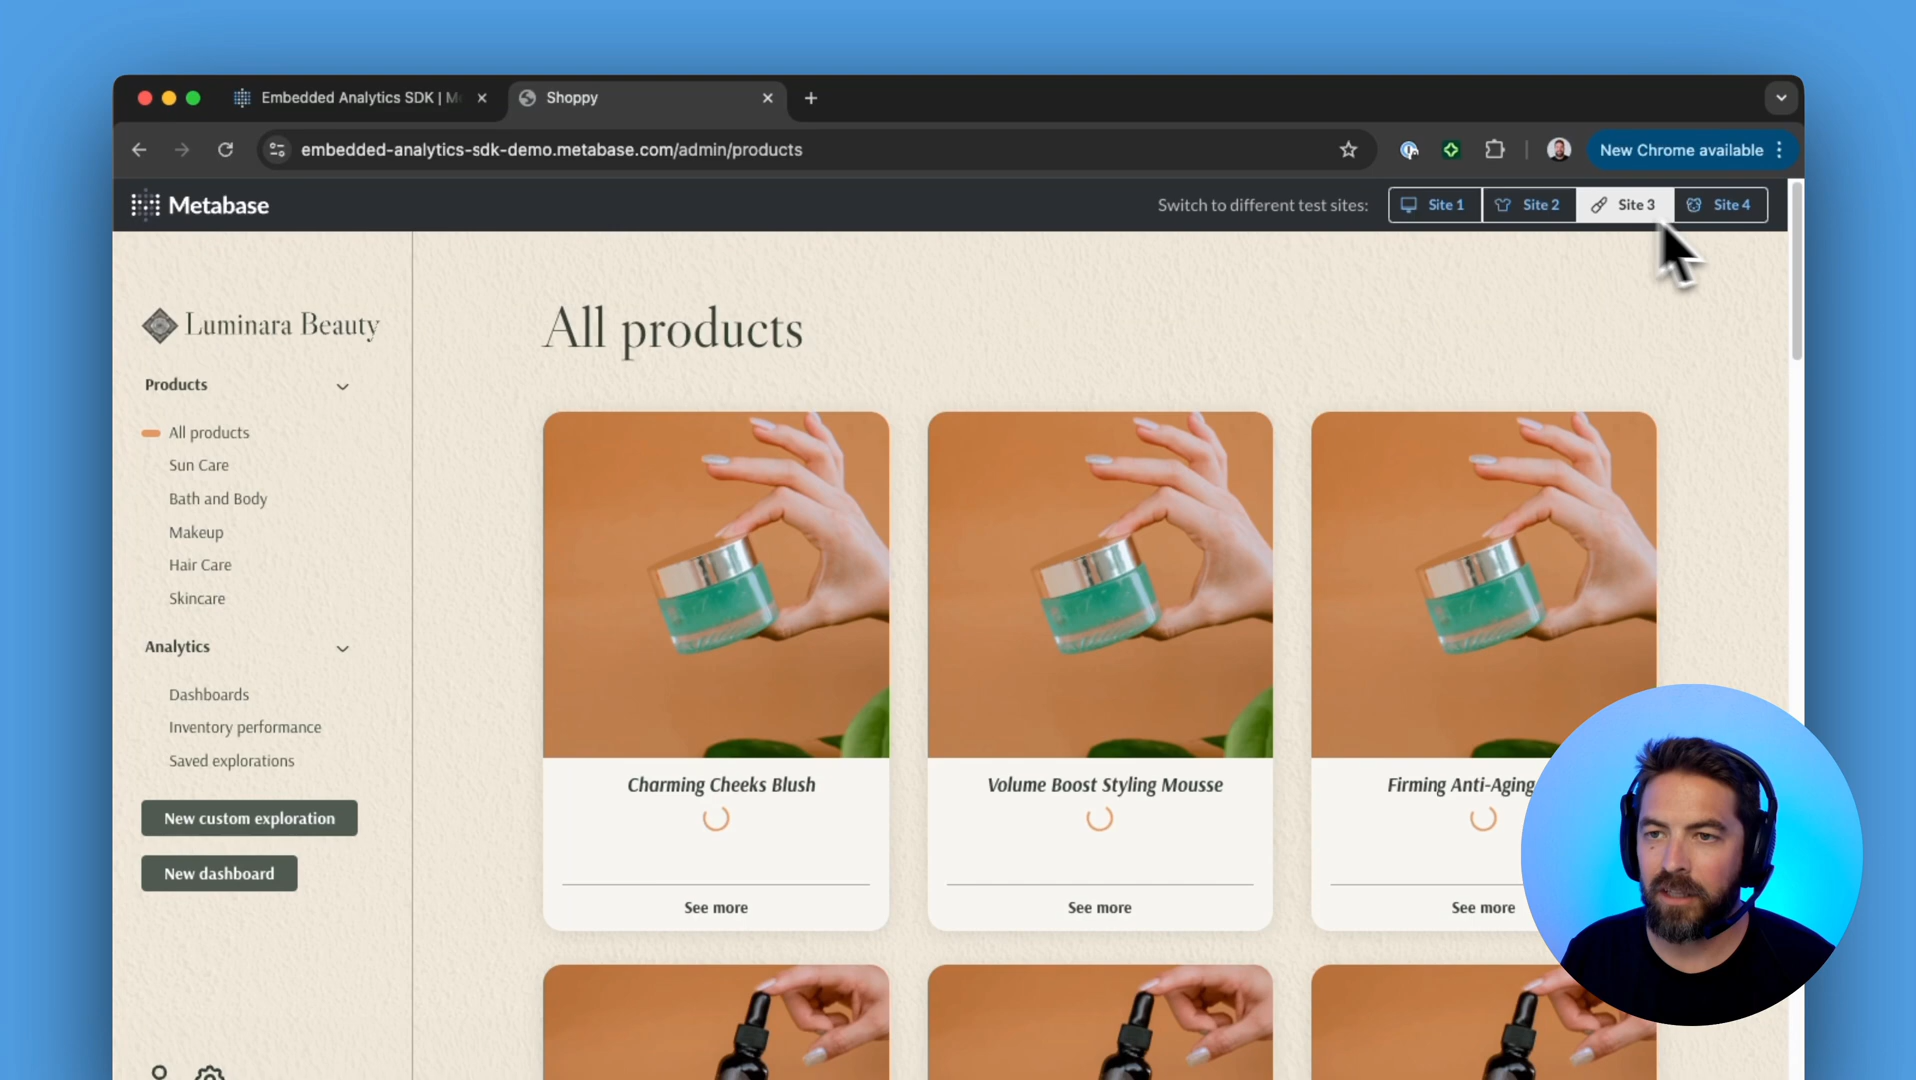 Embedded Analytics SDK | M
Shoppy
embedded-analytics-sdk-demo.metabase.com/admin/products
New Chrome available
Metabase
Switch to different test sites:
Site 1
Site 2
Site 3
Site 4
Luminara Beauty
Products
All products
Sun Care
Bath and Body
Makeup
Hair Care
Skincare
Analytics
Dashboards
Inventory performance
Saved explorations
New custom exploration
New dashboard
All products
Charming Cheeks Blush
See more
Volume Boost Styling Mousse
See more
Firming Anti-Aging
See more